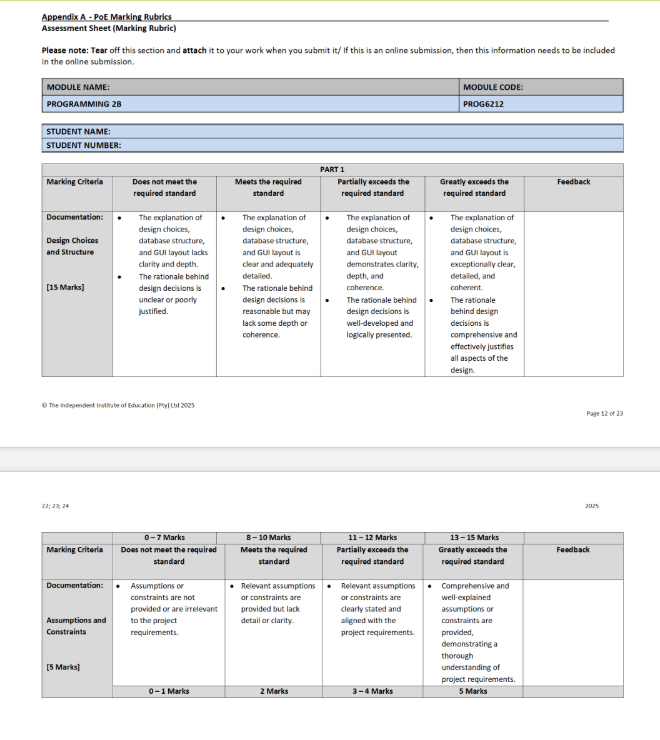 Appendix A - PoE Marking Rubrics
Assessment Sheet (Marking Rubric)
Please note: Tear off this section and attach it to your work when you submit it/ If this is an online submission, then this information needs to be included
in the online submission.
MODULE NAME: MODULE CODE:
PROGRAMMING 2B PROG6212
STUDENT NAME:
STUDENT NUMBER:
PART 1
Marking Criteria
Does not meet the
required standard
Meets the required
standard
Partially exceeds the
required standard
Greatly exceeds the
required standard
Feedback
Documentation:
Design Choices
and Structure
[15 Marks]
• The explanation of
design choices,
database structure,
and GUI layout lacks
clarity and depth.
• The rationale behind
design decisions is
unclear or poorly
justified.
• The explanation of
design choices,
database structure,
and GUI layout is
clear and adequately
detailed.
• The rationale behind
design decisions is
reasonable but may
lack some depth or
coherence.
• The explanation of
design choices,
database structure,
and GUI layout
demonstrates clarity,
depth, and
coherence.
• The rationale behind
design decisions is
well-developed and
logically presented.
• The explanation of
design choices,
database structure,
and GUI layout is
exceptionally clear,
detailed, and
coherent.
• The rationale
behind design
decisions is
comprehensive and
effectively justifies
all aspects of the
design.
© The Independent Institute of Education (Pty) Ltd 2025
Page 12 of 23
22; 23; 24 2025
0 – 7 Marks 8 – 10 Marks 11 – 12 Marks 13 – 15 Marks
Marking Criteria
Does not meet the required
standard
Meets the required
standard
Partially exceeds the
required standard
Greatly exceeds the
required standard
Feedback
Documentation:
Assumptions and
Constraints
[5 Marks]
• Assumptions or
constraints are not
provided or are irrelevant
to the project
requirements.
• Relevant assumptions
or constraints are
provided but lack
detail or clarity.
• Relevant assumptions
or constraints are
clearly stated and
aligned with the
project requirements.
• Comprehensive and
well-explained
assumptions or
constraints are
provided,
demonstrating a
thorough
understanding of
project requirements.
0 – 1 Marks 2 Marks 3 – 4 Marks 5 Marks